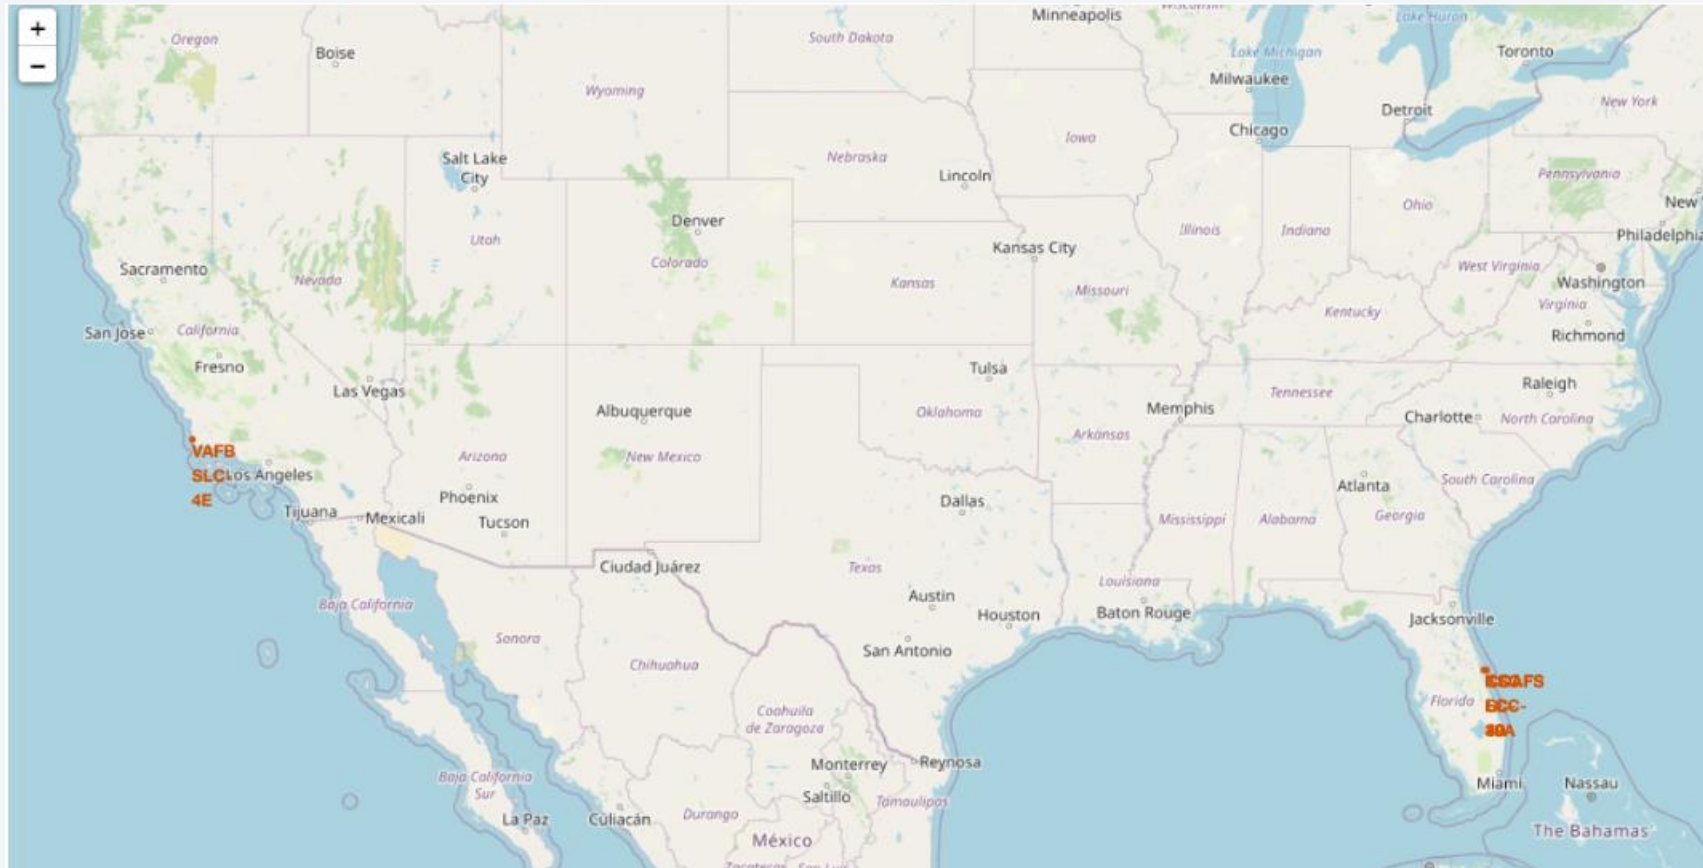 +
−
Minneapolis
Wisconsin
Lake Huron
Oregon
Boise
South Dakota
Lake Michigan
Toronto
Milwaukee
Wyoming
Detroit
New York
Chicago
Iowa
Salt Lake
City
Nebraska
Lincoln
Pennsylvania
New
Ohio
Denver
Illinois
Indiana
Philadelphia
Utah
Kansas City
Sacramento
Colorado
West Virginia
Nevada
Kansas
Missouri
Washington
Virginia
Kentucky
San Jose
California
Richmond
Fresno
Tulsa
Las Vegas
Tennessee
Raleigh
Albuquerque
Oklahoma
Memphis
Charlotte
North Carolina
Arkansas
VAFB
SLC-
4E
Los Angeles
Arizona
New Mexico
South Carolina
Phoenix
Dallas
Atlanta
Tijuana
Mexicali
Tucson
Mississippi
Alabama
Georgia
Ciudad Juárez
Texas
Louisiana
Baja California
Austin
Houston
Baton Rouge
Jacksonville
Sonora
San Antonio
Chihuahua
Florida
Coahuila
de Zaragoza
Monterrey
Reynosa
Baja California
Sur
Saltillo
Tamaulipas
Miami
Nassau
La Paz
Culiacán
Durango
The Bahamas
México
Zacatecas
San Luis